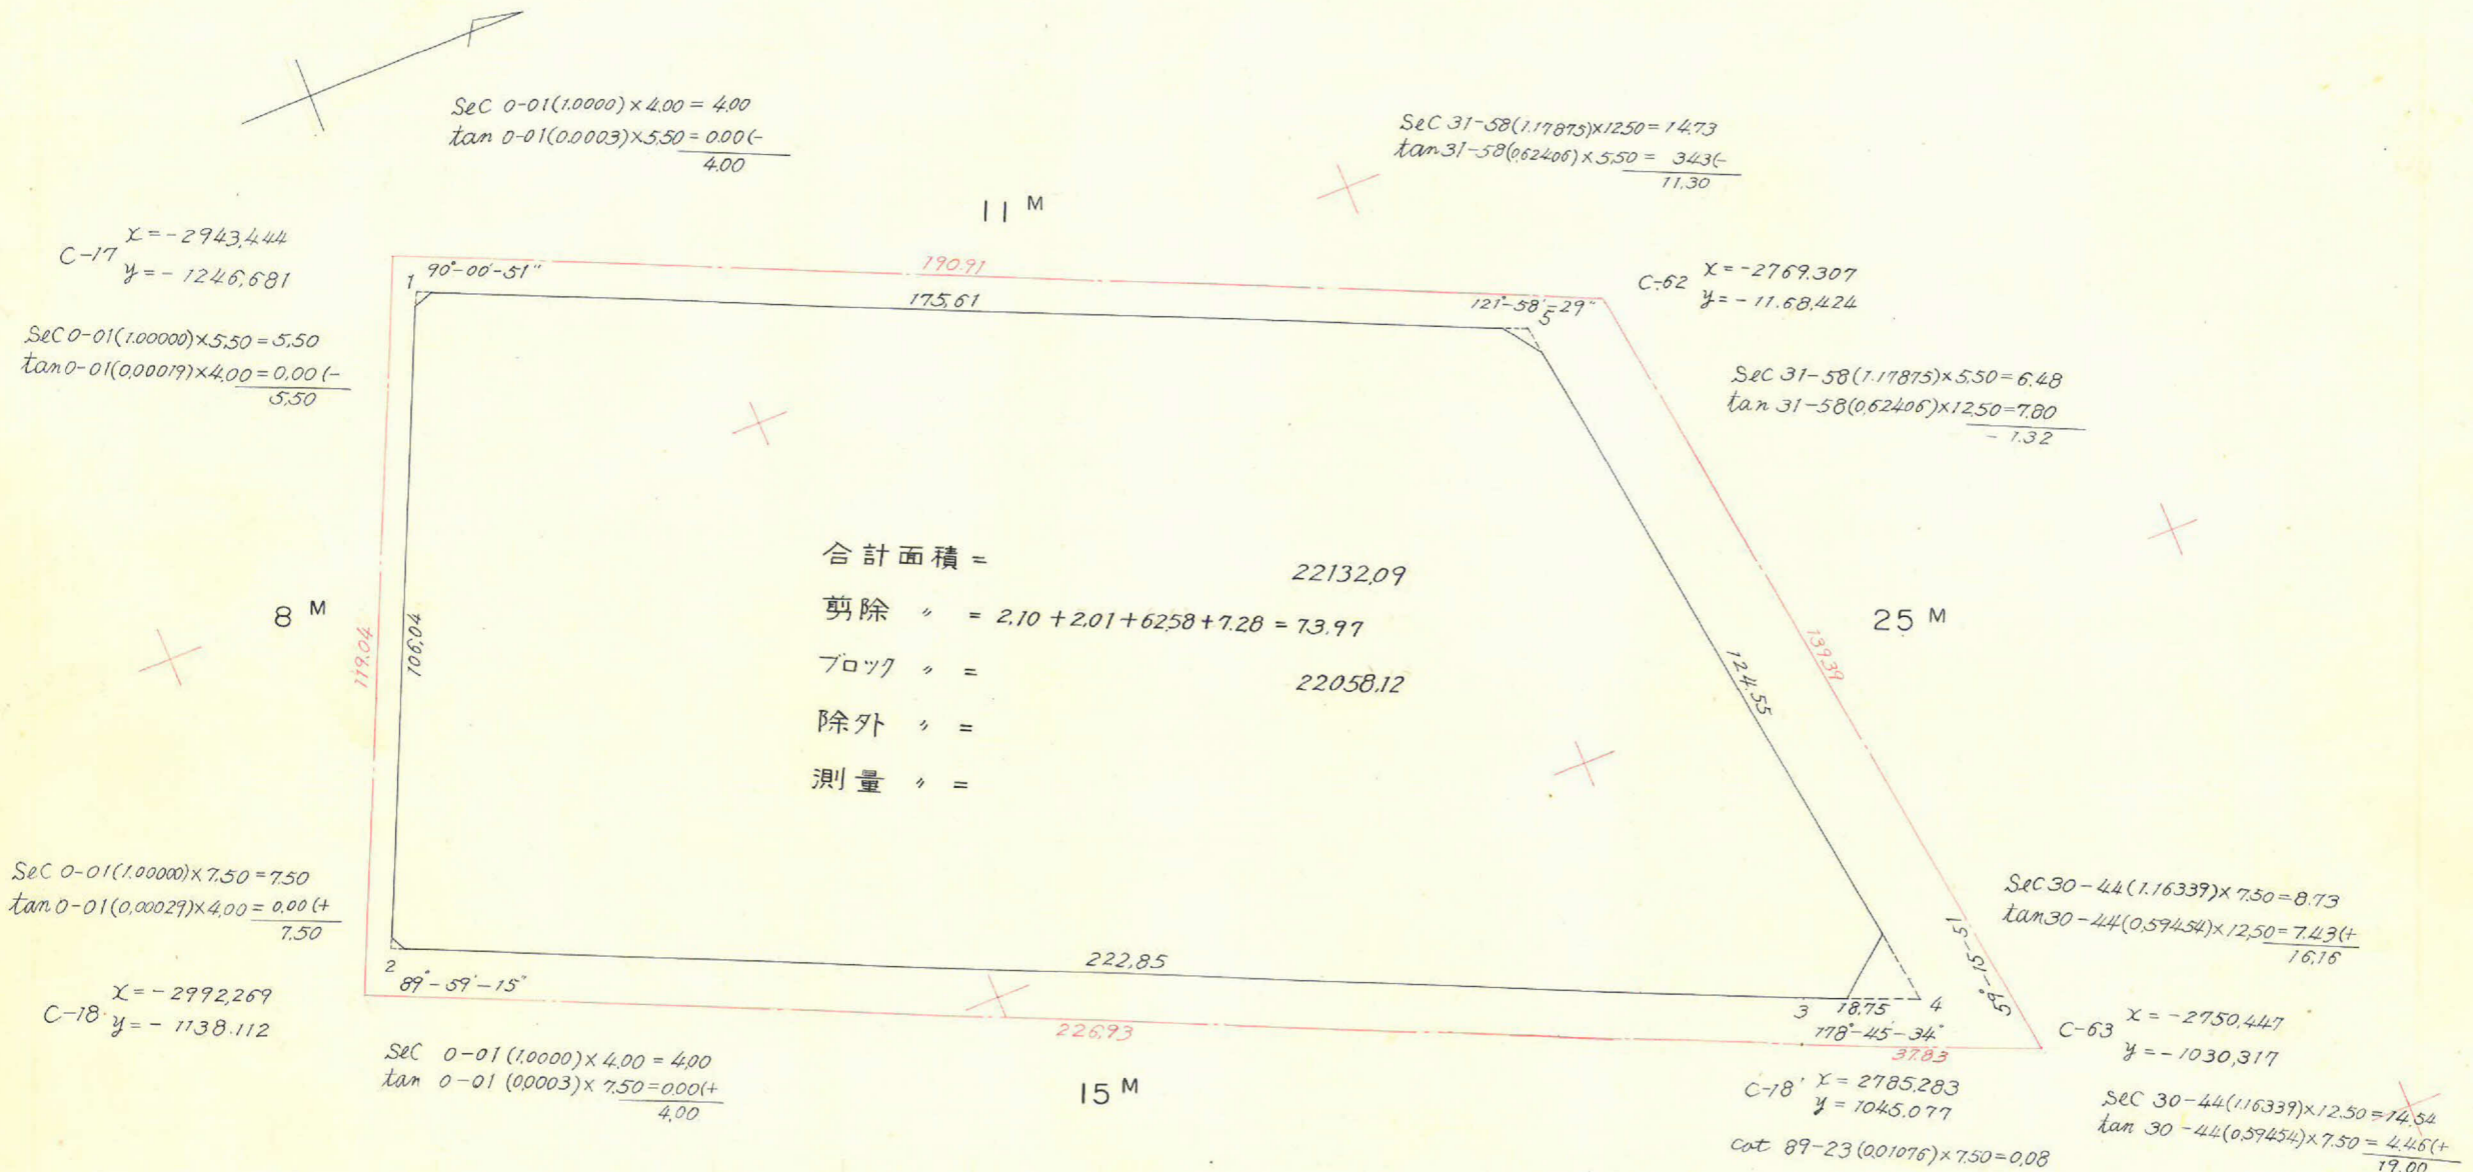 SeC 0-01(1.0000)×4.00 = 4.00
tan 0-01(0.0003)×5.50 = 0.00(-
4.00
SeC 31-58(1.17875)×12.50=14.73
tan 31-58(0.62406)×5.50 = 3.43(-
11.30
11 M
C-17 x=-2943,444
y=-1246,681
1 90°-00'-51"
190.91
175,61
121°-58'-29"
5
C-62 x=-2769.307
y=-11.68,424
SeC 0-01(1.00000)×5.50=5.50
tan 0-01(0.00019)×4.00=0.00(-
5.50
SeC 31-58(1.17875)×5.50=6.48
tan 31-58(0.62406)×12.50=7.80
- 1.32
合計面積 = 22132,09
剪除 〃 = 2.10+2.01+62.58+7.28=73.97
ブロック 〃 = 22058.12
除外 〃 =
測量 〃 =
8 M
119.04
106,04
25 M
139.39
124.55
SeC 0-01(1.00000)×7.50=7.50
tan 0-01(0.00029)×4.00=0.00(+
7.50
SeC 30-44(1.16339)×7.50=8.73
tan 30-44(0.59454)×12.50=7.43(+
16.16
59°-15-51
2 89°-59'-15"
222,85
226.93
3 18.75 4
178°-45'-34"
37.83
C-18 x=-2992,269
y=-1138.112
C-63 x=-2750,447
y=-1030,317
SeC 0-01(1.0000)×4.00=4.00
tan 0-01(0.0003)×7.50=0.00(+
4.00
15 M
C-18' x=2785.283
y=1045.077
cot 89-23(0.01076)×7.50=0.08
SeC 30-44(1.16339)×12.50=14.54
tan 30-44(0.59454)×7.50=4.46(+
19.00